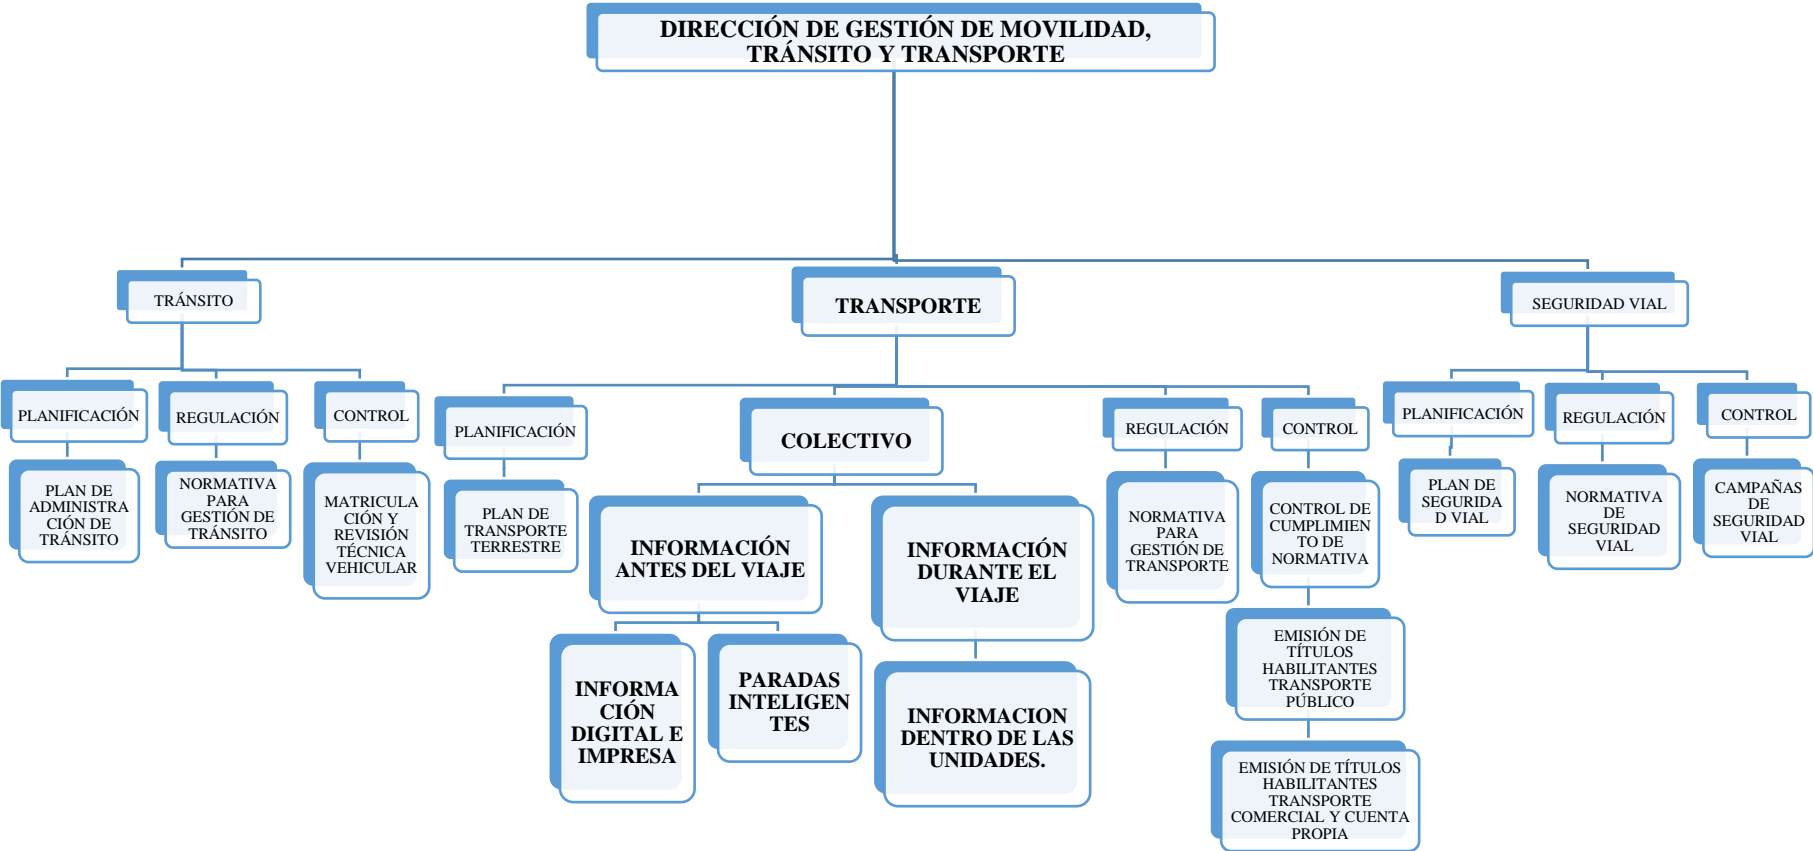 DIRECCIÓN DE GESTIÓN DE MOVILIDAD,
TRÁNSITO Y TRANSPORTE
TRÁNSITO
TRANSPORTE
SEGURIDAD VIAL
PLANIFICACIÓN
REGULACIÓN
CONTROL
PLANIFICACIÓN
COLECTIVO
REGULACIÓN
CONTROL
PLANIFICACIÓN
REGULACIÓN
CONTROL
PLAN DE
ADMINISTRA
CIÓN DE
TRÁNSITO
NORMATIVA
PARA
GESTIÓN DE
TRÁNSITO
MATRICULA
CIÓN Y
REVISIÓN
TÉCNICA
VEHICULAR
PLAN DE
TRANSPORTE
TERRESTRE
INFORMACIÓN
ANTES DEL VIAJE
INFORMACIÓN
DURANTE EL
VIAJE
NORMATIVA
PARA
GESTIÓN DE
TRANSPORTE
CONTROL DE
CUMPLIMIEN
TO DE
NORMATIVA
PLAN DE
SEGURIDA
D VIAL
NORMATIVA
DE
SEGURIDAD
VIAL
CAMPAÑAS
DE
SEGURIDAD
VIAL
INFORMA
CIÓN
DIGITAL E
IMPRESA
PARADAS
INTELIGEN
TES
INFORMACION
DENTRO DE LAS
UNIDADES.
EMISIÓN DE
TÍTULOS
HABILITANTES
TRANSPORTE
PÚBLICO
EMISIÓN DE TÍTULOS
HABILITANTES
TRANSPORTE
COMERCIAL Y CUENTA
PROPIA